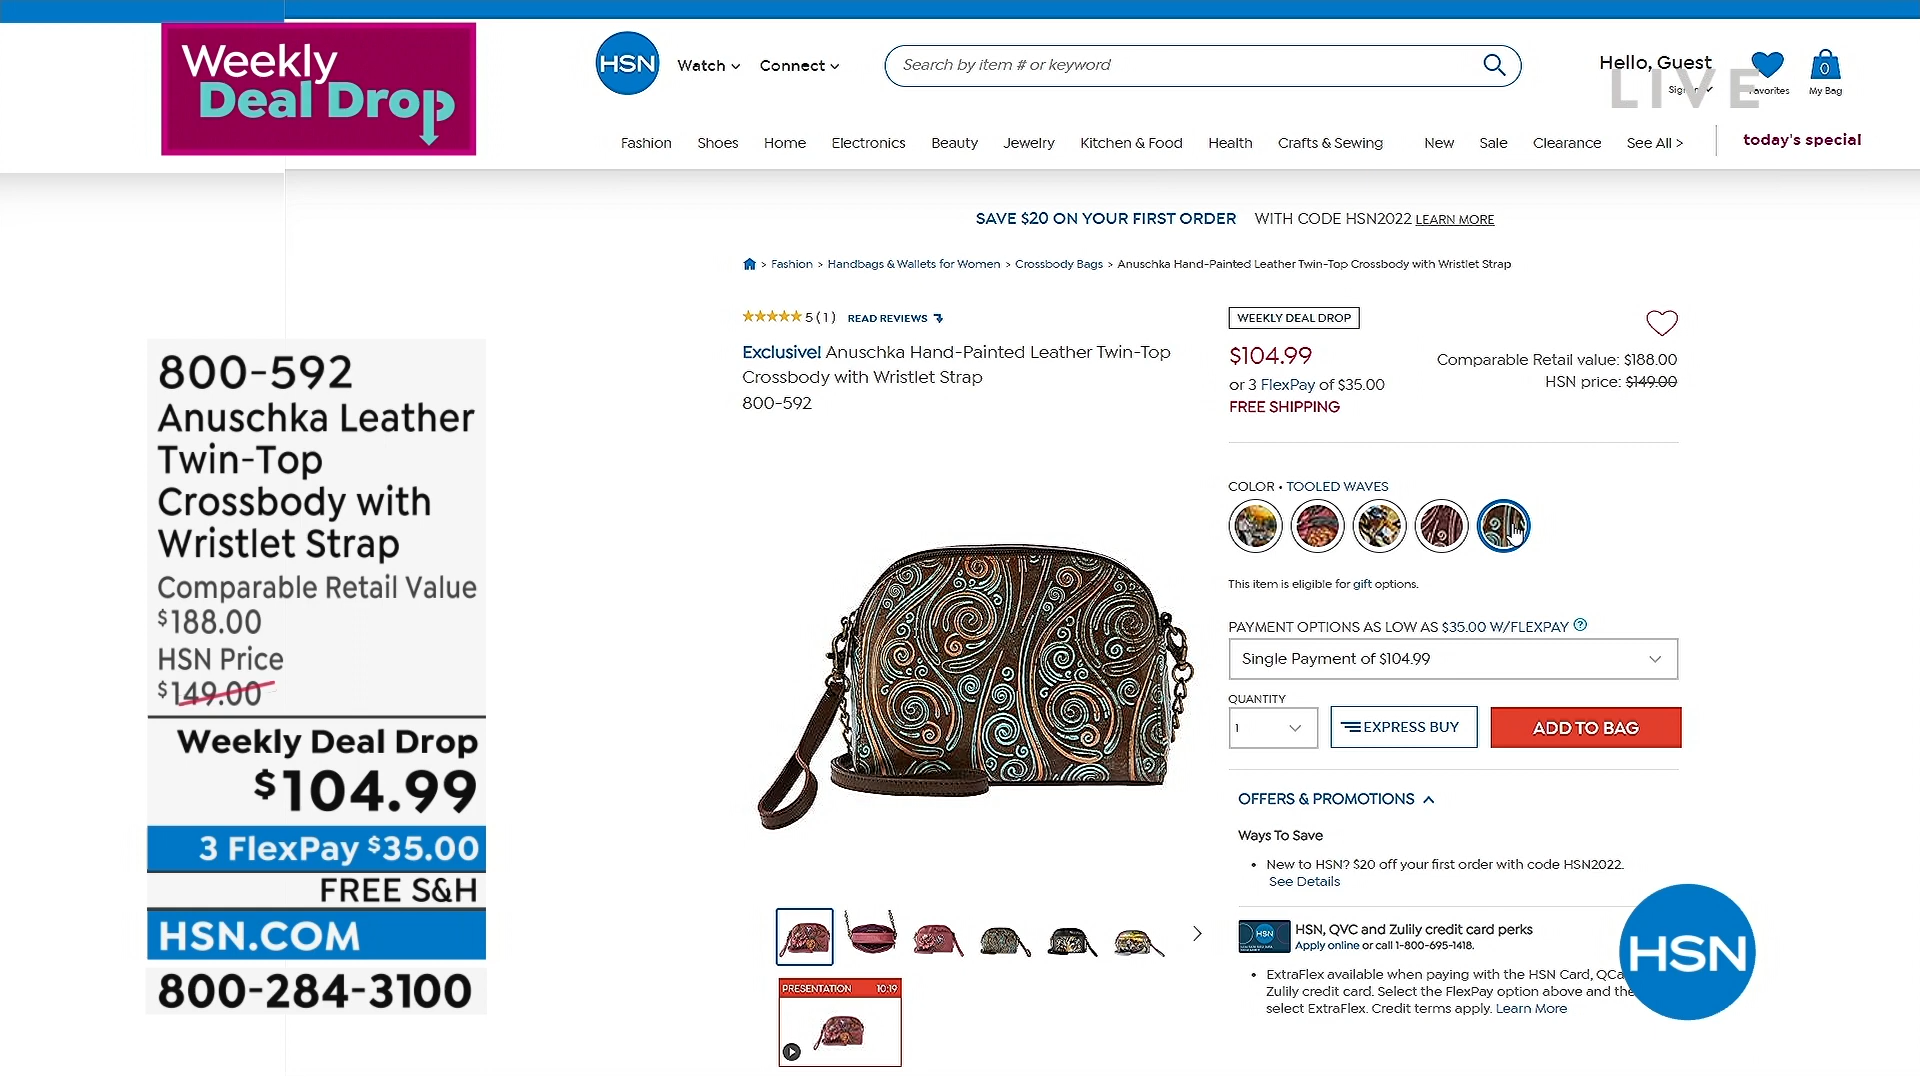 Weekly
Deal Drop
800-592
Anuschka Leather
Twin-Top
Crossbody with
Wristlet Strap
Comparable Retail Value
$188.00
HSN Price
$149.00
Weekly Deal Drop
$104.99
3 FlexPay $35.00
FREE S&H
HSN.COM
800-284-3100
HSN
Watch
Connect
Search by item # or keyword
Hello, Guest
LIVE
Favorites
0
My Bag
Fashion Shoes Home Electronics Beauty Jewelry Kitchen & Food Health Crafts & Sewing New Sale Clearance See All > today's special
SAVE $20 ON YOUR FIRST ORDER WITH CODE HSN2022 LEARN MORE
> Fashion > Handbags & Wallets for Women > Crossbody Bags > Anuschka Hand-Painted Leather Twin-Top Crossbody with Wristlet Strap
5 (1) READ REVIEWS
Exclusive! Anuschka Hand-Painted Leather Twin-Top
Crossbody with Wristlet Strap
800-592
WEEKLY DEAL DROP
$104.99
or 3 FlexPay of $35.00
FREE SHIPPING
Comparable Retail value: $188.00
HSN price: $149.00
COLOR • TOOLED WAVES
This item is eligible for gift options.
PAYMENT OPTIONS AS LOW AS $35.00 W/FLEXPAY ?
Single Payment of $104.99
QUANTITY
1
EXPRESS BUY
ADD TO BAG
OFFERS & PROMOTIONS
Ways To Save
• New to HSN? $20 off your first order with code HSN2022.
See Details
HSN
HSN, QVC and Zulily credit card perks
Apply online or call 1-800-695-1418.
• ExtraFlex available when paying with the HSN Card, QCa
Zulily credit card. Select the FlexPay option above and the
select ExtraFlex. Credit terms apply. Learn More
PRESENTATION 10:19
HSN